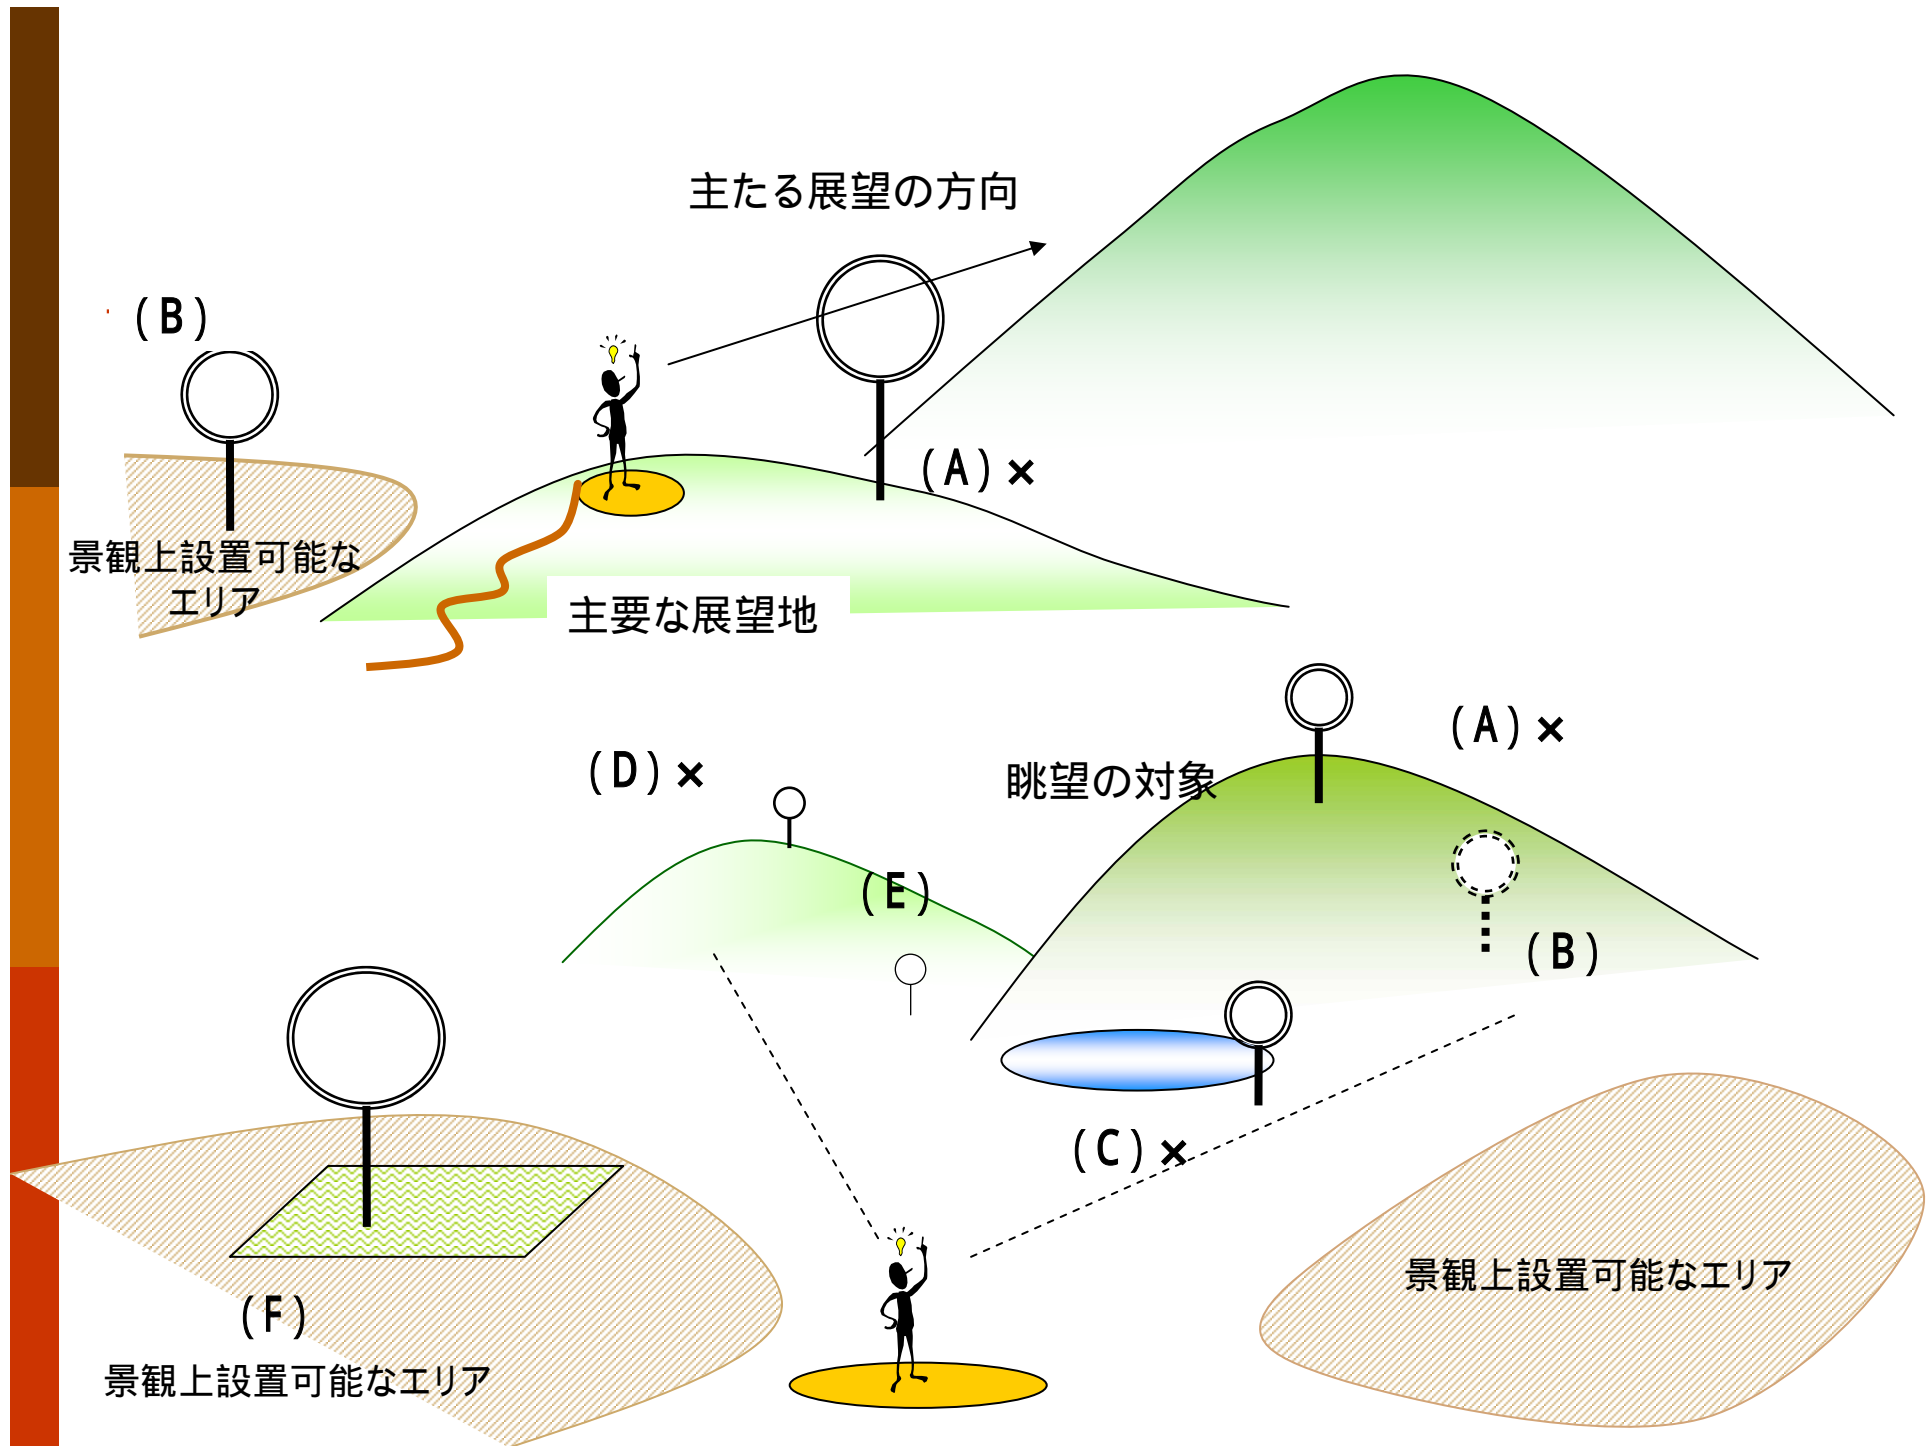 主たる展望の方向
(B)
(A)×
景観上設置可能な
エリア
主要な展望地
(A)×
(D)×
眺望の対象
(E)
(B)
(C)×
景観上設置可能なエリア
(F)
景観上設置可能なエリア